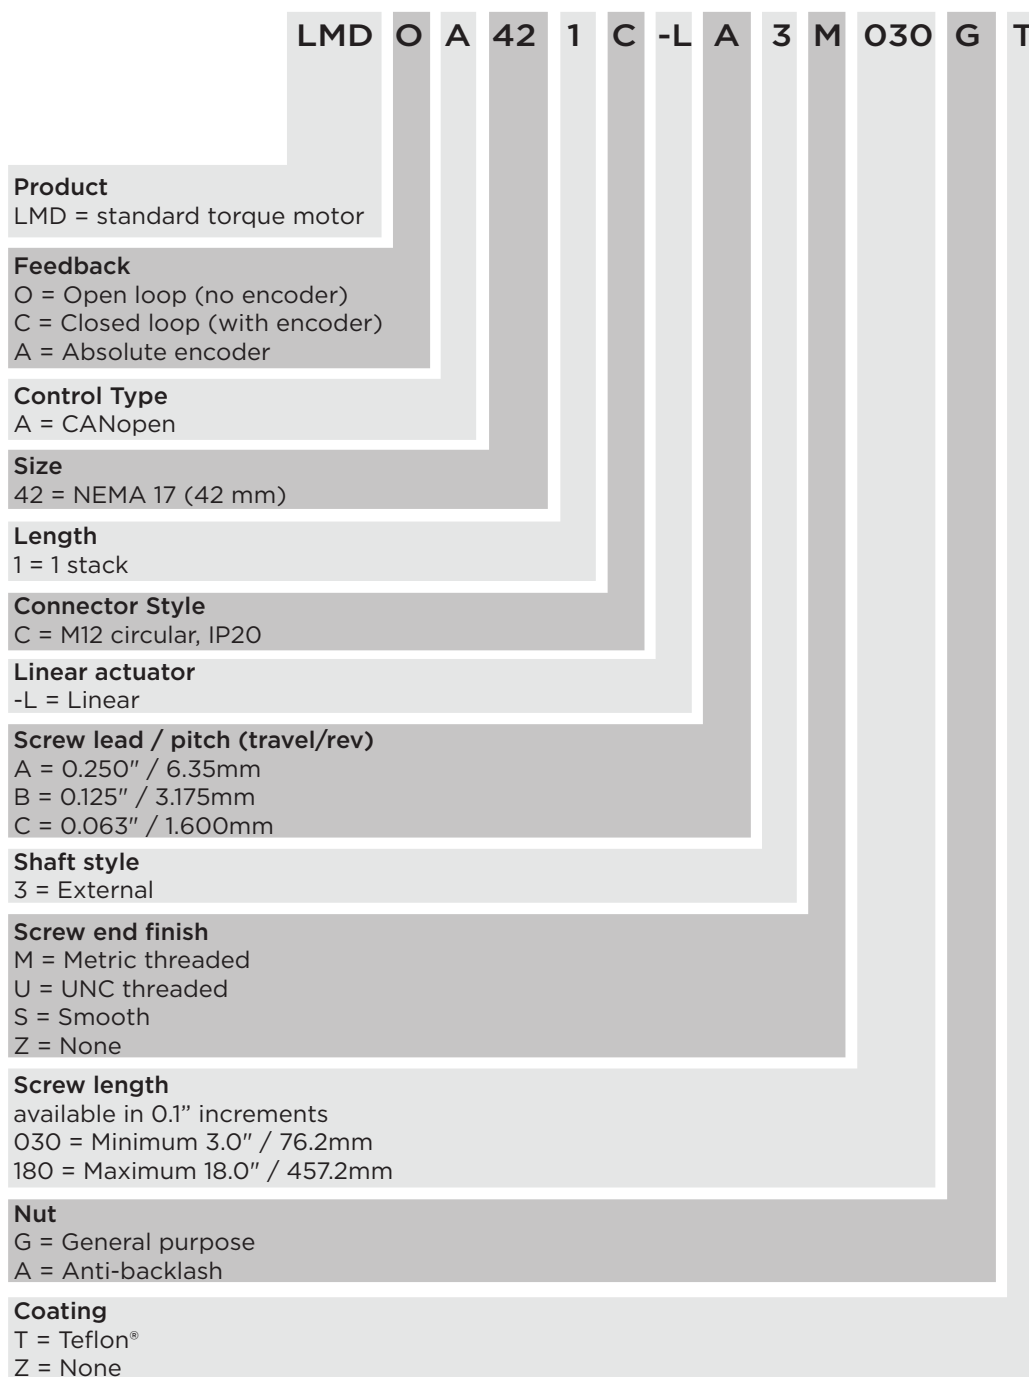 LMD O A 42 1 C -L A 3 M 030 G T
Product
LMD = standard torque motor
Feedback
O = Open loop (no encoder)
C = Closed loop (with encoder)
A = Absolute encoder
Control Type
A = CANopen
Size
42 = NEMA 17 (42 mm)
Length
1 = 1 stack
Connector Style
C = M12 circular, IP20
Linear actuator
-L = Linear
Screw lead / pitch (travel/rev)
A = 0.250" / 6.35mm
B = 0.125" / 3.175mm
C = 0.063" / 1.600mm
Shaft style
3 = External
Screw end finish
M = Metric threaded
U = UNC threaded
S = Smooth
Z = None
Screw length
available in 0.1” increments
030 = Minimum 3.0" / 76.2mm
180 = Maximum 18.0" / 457.2mm
Nut
G = General purpose
A = Anti-backlash
Coating
T = Teflon®
Z = None